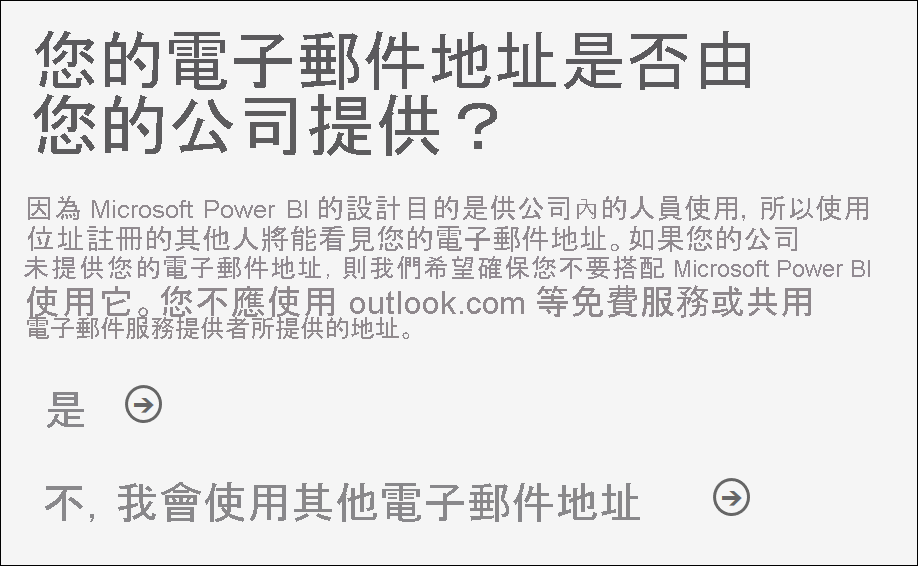 您的電子郵件地址是否由
您的公司提供？
因為 Microsoft Power BI 的設計目的是供公司內的人員使用，所以使用
位址註冊的其他人將能看見您的電子郵件地址。如果您的公司
未提供您的電子郵件地址，則我們希望確保您不要搭配 Microsoft Power BI
使用它。您不應使用 outlook.com 等免費服務或共用
電子郵件服務提供者所提供的地址。
是
不，我會使用其他電子郵件地址